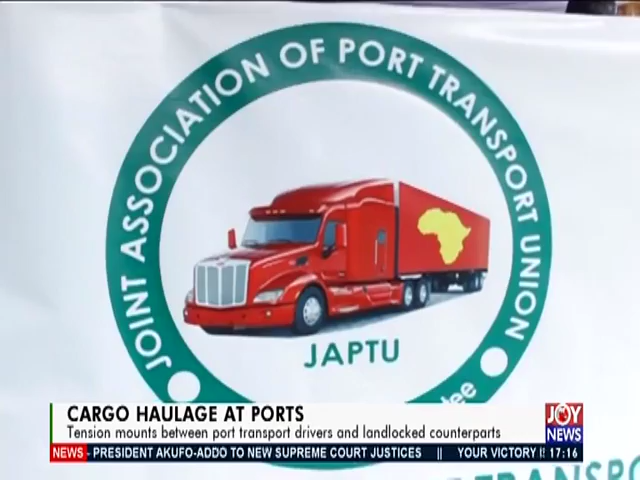 JOINT ASSOCIATION OF PORT TRANSPORT UNION
JAPTU
CARGO HAULAGE AT PORTS
Tension mounts between port transport drivers and landlocked counterparts
JOY
NEWS
NEWS - PRESIDENT AKUFO-ADDO TO NEW SUPREME COURT JUSTICES || YOUR VICTORY I
17:16